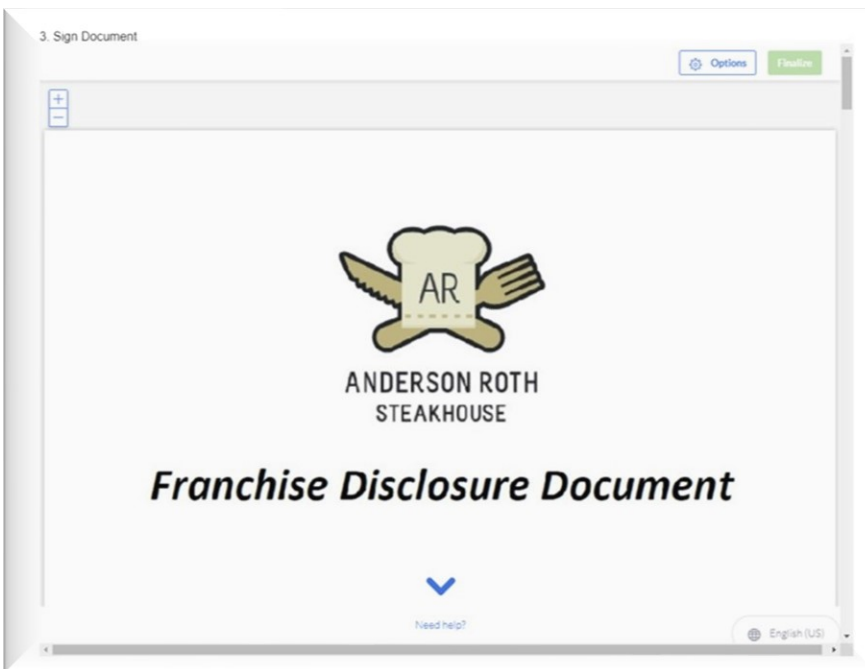 3. Sign Document
Options
Finalize
+
−
AR
ANDERSON ROTH
STEAKHOUSE
Franchise Disclosure Document
Need help?
English (US)